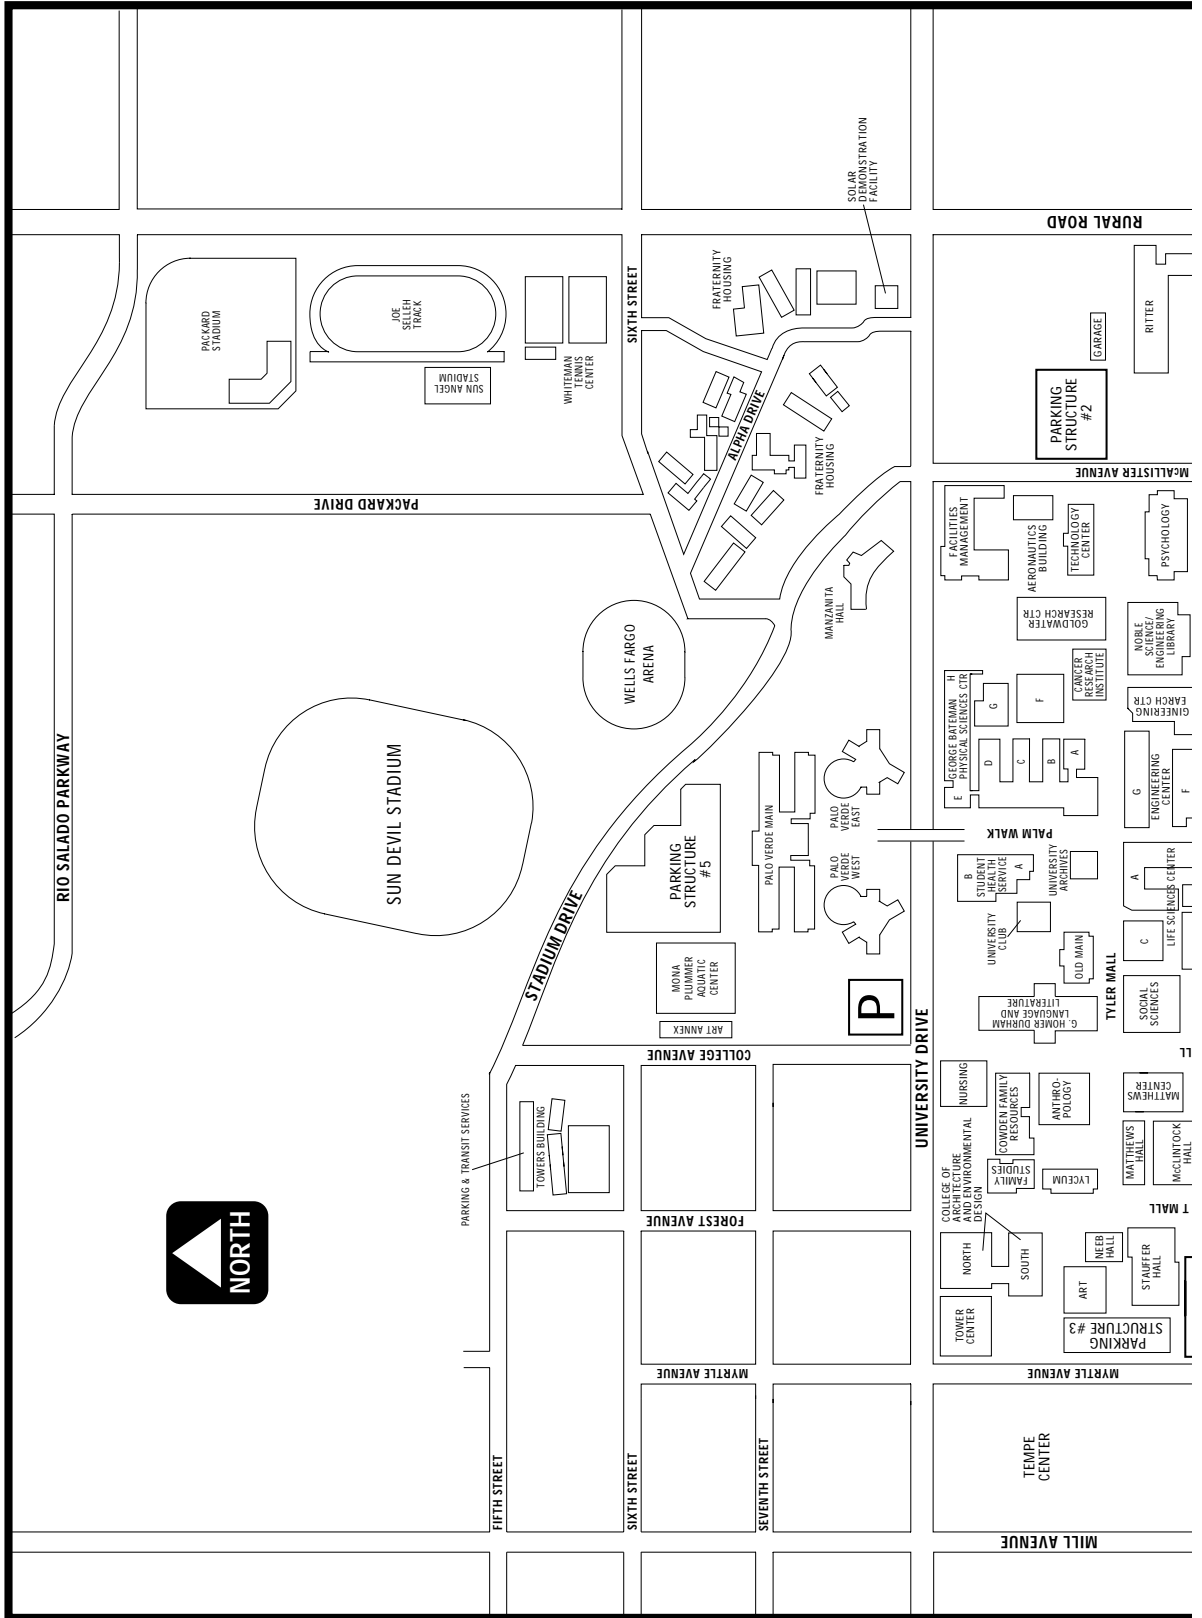 RIO SALADO PARKWAY
NORTH
PACKARD
STADIUM
JOE
SELLEH
TRACK
SUN ANGEL
STADIUM
WHITEMAN
TENNIS
CENTER
PACKARD DRIVE
SUN DEVIL STADIUM
WELLS FARGO
ARENA
STADIUM DRIVE
PARKING & TRANSIT SERVICES
TOWERS BUILDING
FIFTH STREET
SIXTH STREET
SIXTH STREET
SEVENTH STREET
FRATERNITY
HOUSING
ALPHA DRIVE
FRATERNITY
HOUSING
SOLAR
DEMONSTRATION
FACILITY
MANZANITA
HALL
PARKING
STRUCTURE
#5
PALO VERDE MAIN
PALO
VERDE
EAST
PALO
VERDE
WEST
MONA
PLUMMER
AQUATIC
CENTER
ART ANNEX
P
COLLEGE AVENUE
FOREST AVENUE
MYRTLE AVENUE
UNIVERSITY DRIVE
RURAL ROAD
RITTER
GARAGE
PARKING
STRUCTURE
#2
McALLISTER AVENUE
FACILITIES
MANAGEMENT
AERONAUTICS
BUILDING
TECHNOLOGY
CENTER
PSYCHOLOGY
GOLDWATER
RESEARCH CTR
NOBLE
SCIENCE/
ENGINEERING
LIBRARY
CANCER
RESEARCH
INSTITUTE
GINEERING
EARCH CTR
GEORGE BATEMAN
PHYSICAL SCIENCES CTR
H
G
F
E
D
C
B
A
G
ENGINEERING
CENTER
F
PALM WALK
B
STUDENT
HEALTH
SERVICE
A
UNIVERSITY
ARCHIVES
UNIVERSITY
CLUB
OLD MAIN
A
LIFE SCIENCES CENTER
C
TYLER MALL
SOCIAL
SCIENCES
G. HOMER DURHAM
LANGUAGE AND
LITERATURE
LL
NURSING
COWDEN FAMILY
RESOURCES
ANTHRO-
POLOGY
MATTHEWS
CENTER
MATTHEWS
HALL
McCLINTOCK
HALL
COLLEGE OF
ARCHITECTURE
AND ENVIRONMENTAL
DESIGN
FAMILY
STUDIES
LYCEUM
T MALL
NORTH
SOUTH
NEEB
HALL
STAUFFER
HALL
ART
TOWER
CENTER
PARKING
STRUCTURE #3
MYRTLE AVENUE
TEMPE
CENTER
MILL AVENUE